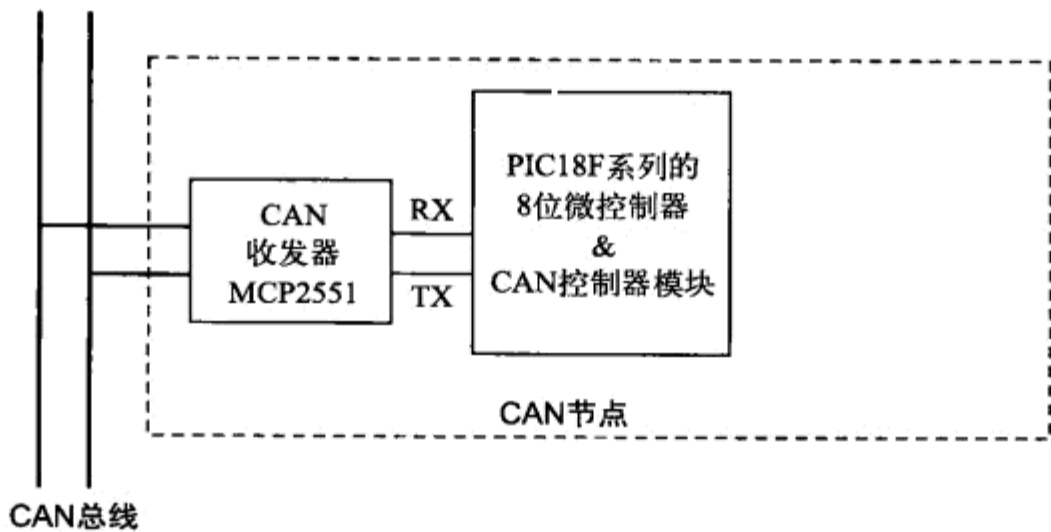 CAN
收发器
MCP2551
RX
TX
PIC18F系列的
8位微控制器
&
CAN控制器模块
CAN节点
CAN总线